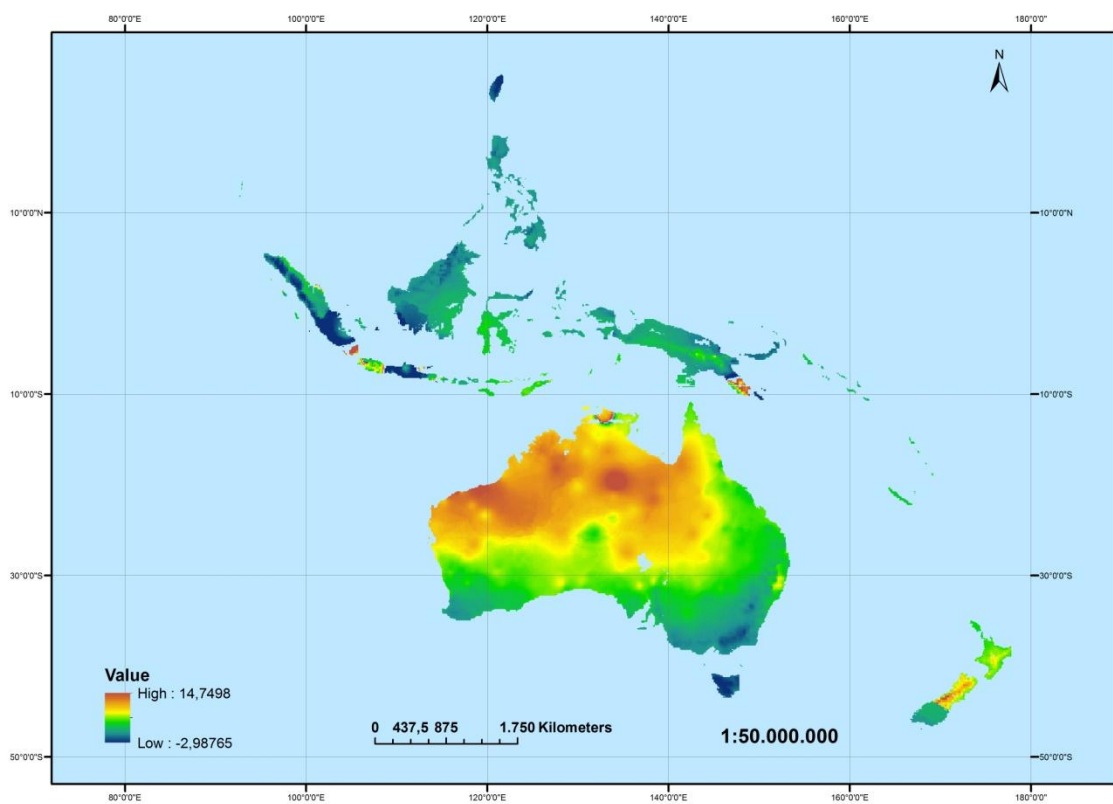 80°0'0"E 100°0'0"E 120°0'0"E 140°0'0"E 160°0'0"E 180°0'0"
N
10°0'0"N 10°0'0"N
10°0'0"S 10°0'0"S
30°0'0"S 30°0'0"S
Value
High : 14,7498
Low : -2,98765
0 437,5 875 1.750 Kilometers
1:50.000.000
50°0'0"S 50°0'0"S
80°0'0"E 100°0'0"E 120°0'0"E 140°0'0"E 160°0'0"E 180°0'0"